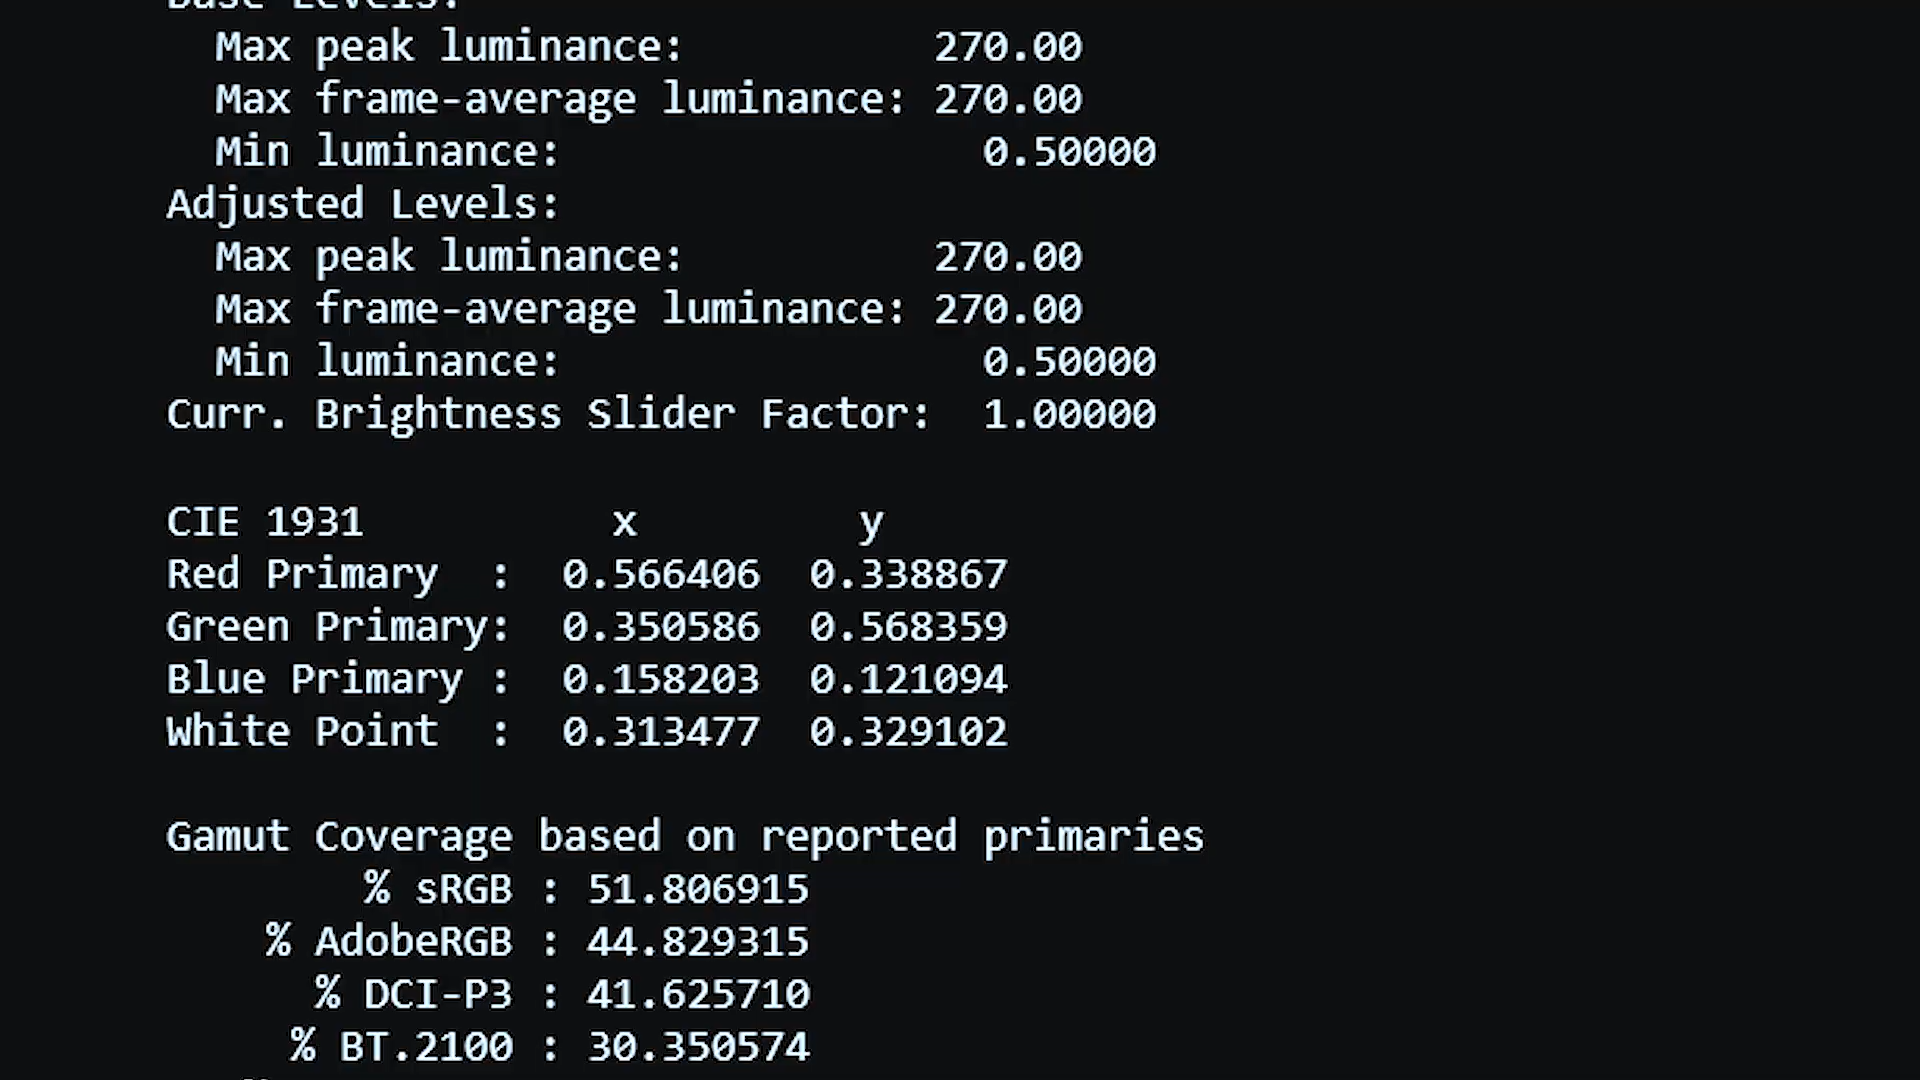 Base Levels:
Max peak luminance: 270.00
Max frame-average luminance: 270.00
Min luminance: 0.50000
Adjusted Levels:
Max peak luminance: 270.00
Max frame-average luminance: 270.00
Min luminance: 0.50000
Curr. Brightness Slider Factor: 1.00000
CIE 1931 x y
Red Primary : 0.566406 0.338867
Green Primary: 0.350586 0.568359
Blue Primary : 0.158203 0.121094
White Point : 0.313477 0.329102
Gamut Coverage based on reported primaries
% sRGB : 51.806915
% AdobeRGB : 44.829315
% DCI-P3 : 41.625710
% BT.2100 : 30.350574